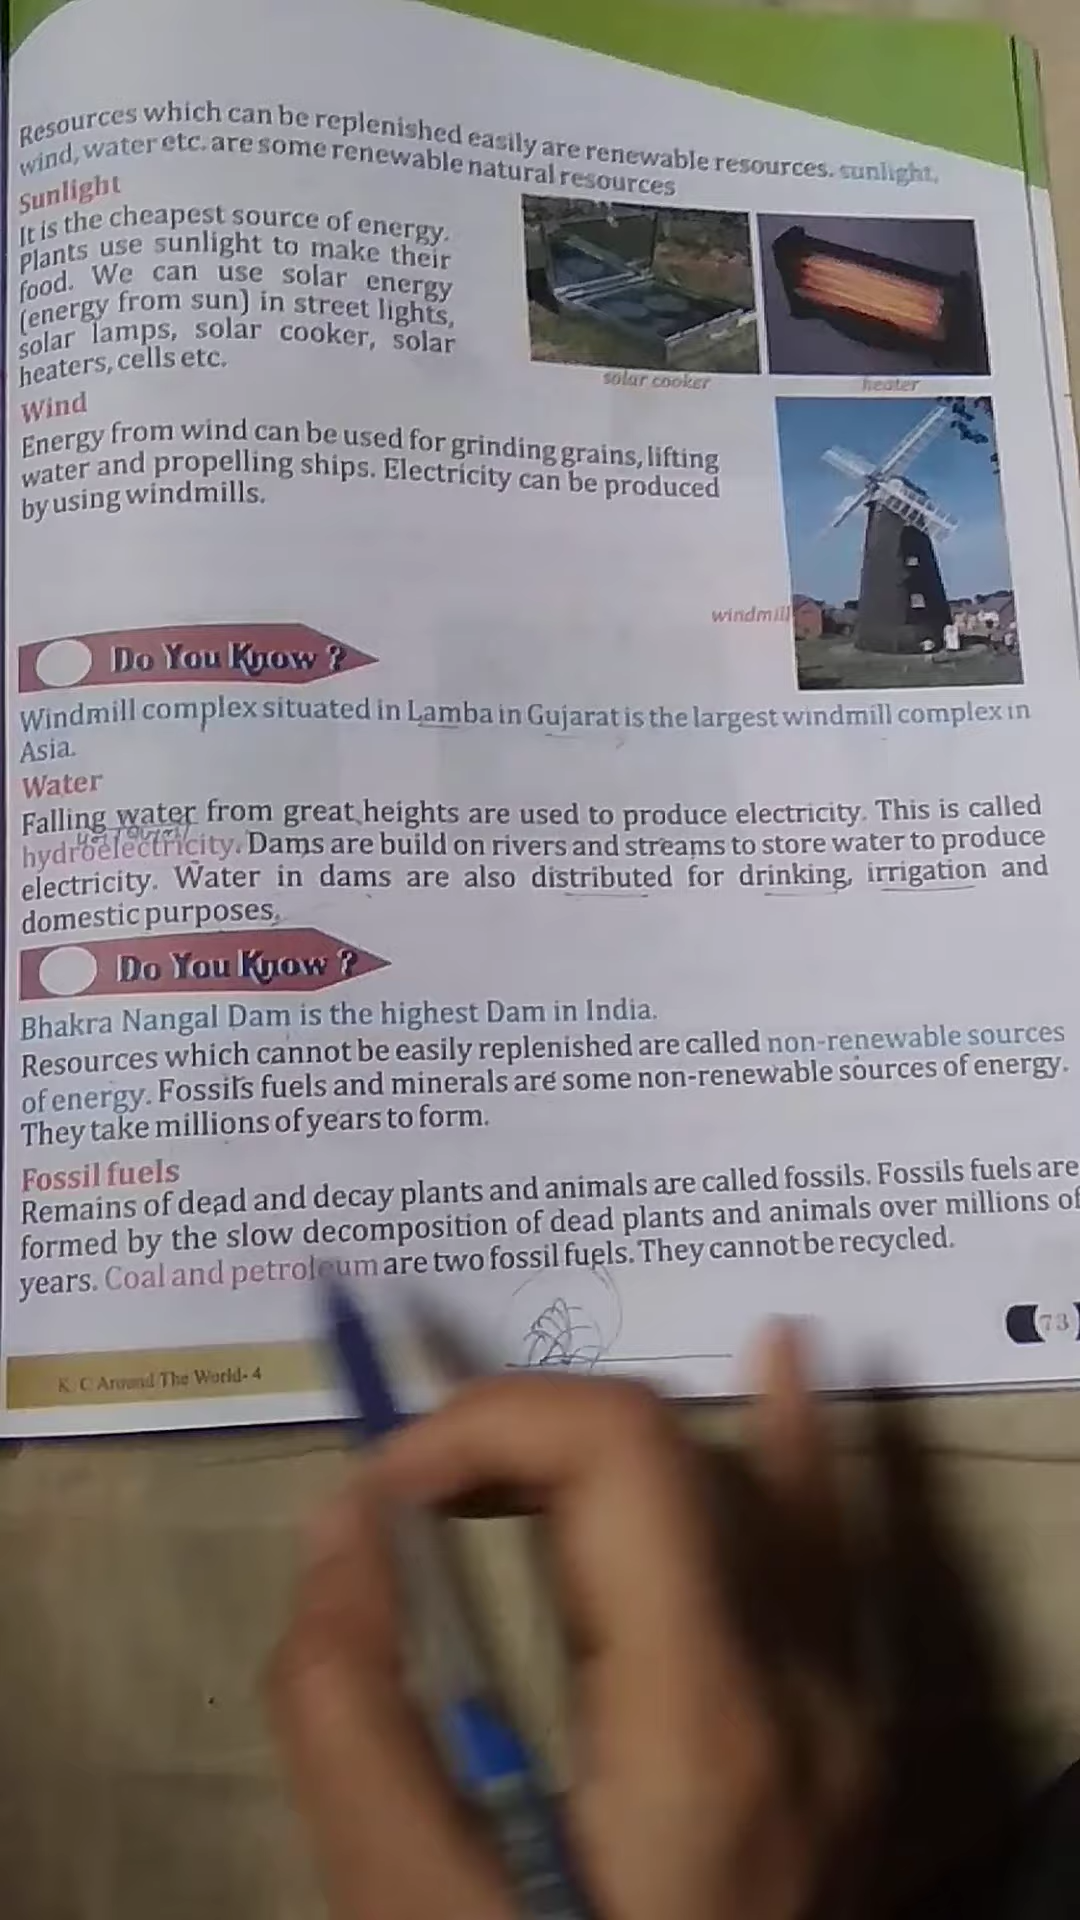 Resources which can be replenished easily are renewable resources. sunlight,
wind, water etc. are some renewable natural resources
Sunlight
It is the cheapest source of energy.
Plants use sunlight to make their
food. We can use solar energy
(energy from sun) in street lights,
solar lamps, solar cooker, solar
heaters, cells etc.
solar cooker
heater
Wind
Energy from wind can be used for grinding grains, lifting
water and propelling ships. Electricity can be produced
by using windmills.
windmill
Do You Know ?
Windmill complex situated in Lamba in Gujarat is the largest windmill complex in
Asia.
Water
Falling water from great heights are used to produce electricity. This is called
hydroelectricity. Dams are build on rivers and streams to store water to produce
electricity. Water in dams are also distributed for drinking, irrigation and
domestic purposes.
Do You Know ?
Bhakra Nangal Dam is the highest Dam in India.
Resources which cannot be easily replenished are called non-renewable sources
of energy. Fossils fuels and minerals are some non-renewable sources of energy.
They take millions of years to form.
Fossil fuels
Remains of dead and decay plants and animals are called fossils. Fossils fuels are
formed by the slow decomposition of dead plants and animals over millions of
years. Coal and petroleum are two fossil fuels. They cannot be recycled.
73
K. C Around The World- 4